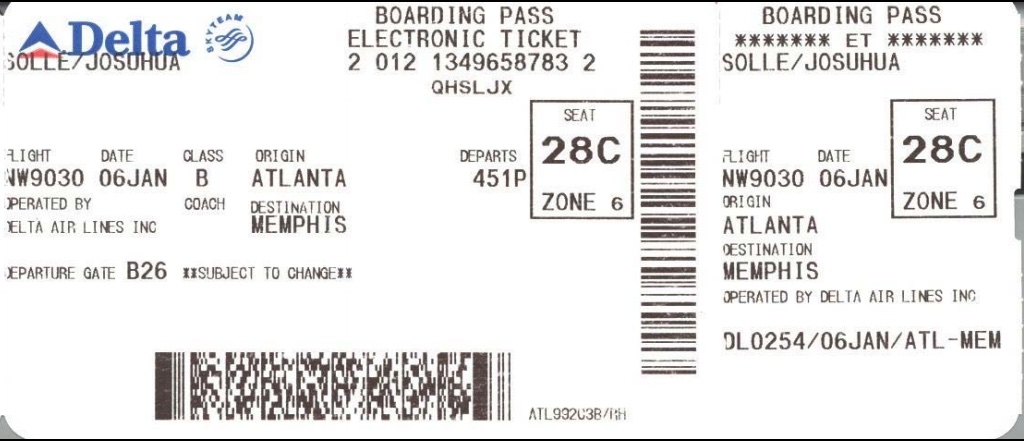 Delta
SKYTEAM
BOARDING PASS
ELECTRONIC TICKET
SOLLE/JOSUHUA
2 012 1349658783 2
QHSLJX
SEAT
28C
ZONE 6
FLIGHT DATE CLASS ORIGIN DEPARTS
NW9030 06JAN B ATLANTA 451P
OPERATED BY COACH DESTINATION
DELTA AIR LINES INC MEMPHIS
DEPARTURE GATE B26 **SUBJECT TO CHANGE**
BOARDING PASS
******* ET *******
SOLLE/JOSUHUA
SEAT
28C
ZONE 6
FLIGHT DATE
NW9030 06JAN
ORIGIN
ATLANTA
DESTINATION
MEMPHIS
OPERATED BY DELTA AIR LINES INC
DL0254/06JAN/ATL-MEM